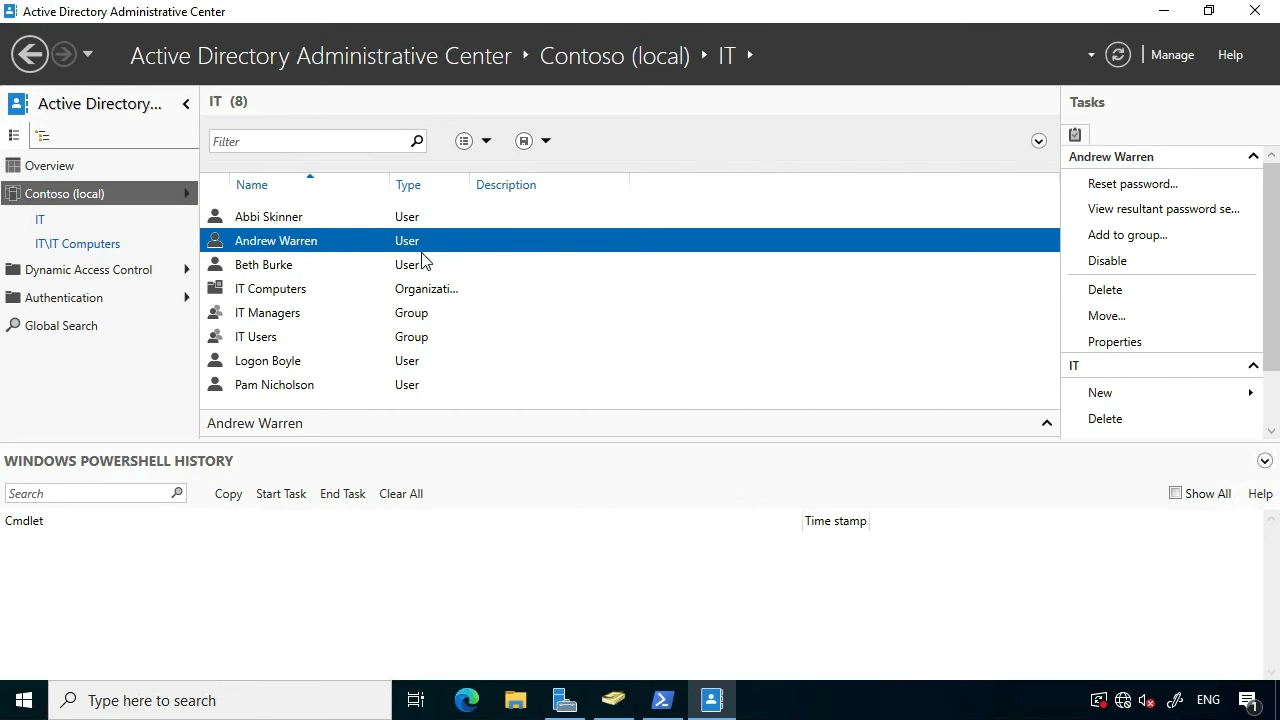 Active Directory Administrative Center
Active Directory Administrative Center
Contoso (local)
IT
Manage
Help
Active Directory...
Overview
Contoso (local)
IT
IT\IT Computers
Dynamic Access Control
Authentication
Global Search
IT (8)
Filter
Name Type Description
Abbi Skinner User
Andrew Warren User
Beth Burke User
IT Computers Organizati...
IT Managers Group
IT Users Group
Logon Boyle User
Pam Nicholson User
Andrew Warren
Tasks
Andrew Warren
Reset password...
View resultant password se...
Add to group...
Disable
Delete
Move...
Properties
IT
New
Delete
WINDOWS POWERSHELL HISTORY
Search Copy Start Task End Task Clear All Show All Help
Cmdlet Time stamp
Type here to search ENG 1